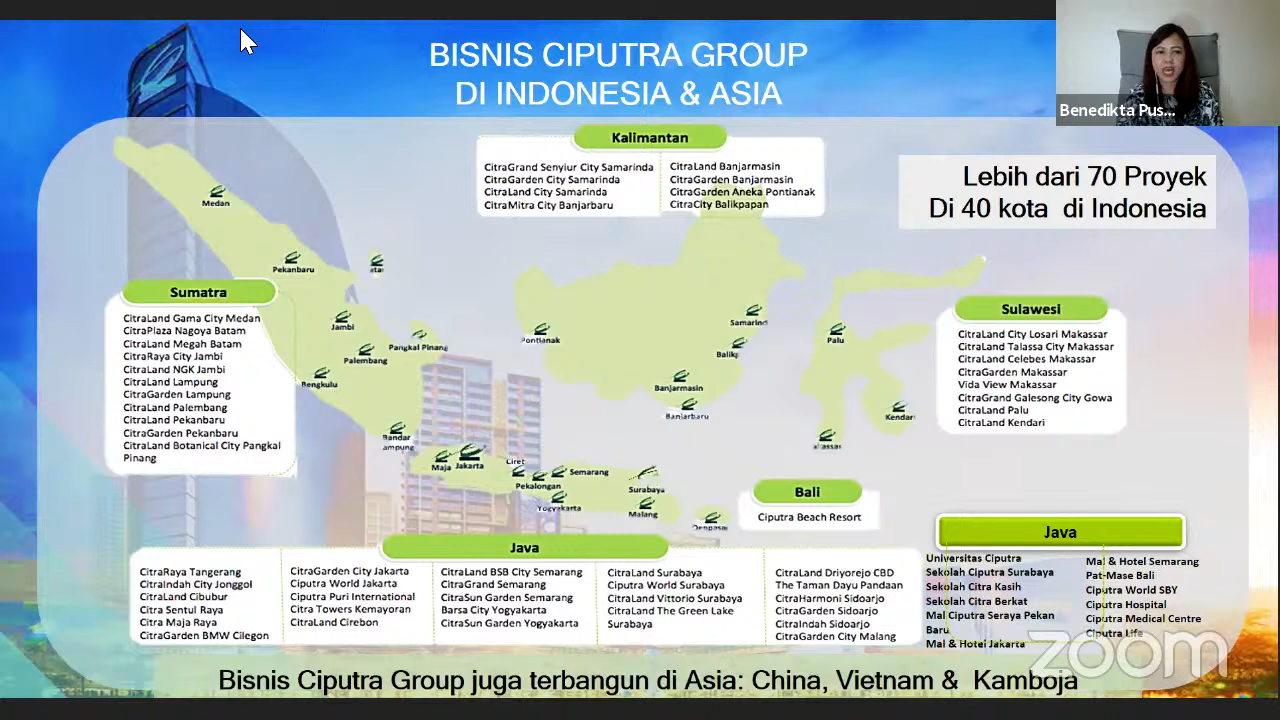 BISNIS CIPUTRA GROUP
DI INDONESIA & ASIA
Benedikta Pus...
Lebih dari 70 Proyek
Di 40 kota di Indonesia
Kalimantan
CitraGrand Senyiur City Samarinda
CitraGarden City Samarinda
CitraLand City Samarinda
CitraMitra City Banjarbaru
CitraLand Banjarmasin
CitraGarden Banjarmasin
CitraGarden Aneka Pontianak
CitraCity Balikpapan
Medan
Pekanbaru
Jambi
Palembang
Pangkal Pinang
Bengkulu
Bandar
Maja
Jakarta
Pekalongan
Semarang
Yogyakarta
Surabaya
Malang
Pontianak
Samarind
Balikp
Banjarmasin
Banjarbaru
Palu
Kendari
Sumatra
CitraLand Gama City Medan
CitraPlaza Nagoya Batam
CitraLand Megah Batam
CitraRaya City Jambi
CitraLand NGK Jambi
CitraLand Lampung
CitraGarden Lampung
CitraLand Palembang
CitraLand Pekanbaru
CitraGarden Pekanbaru
CitraLand Botanical City Pangkal
Pinang
Sulawesi
CitraLand City Losari Makassar
CitraLand Talassa City Makassar
CitraLand Celebes Makassar
CitraGarden Makassar
Vida View Makassar
CitraGrand Galesong City Gowa
CitraLand Palu
CitraLand Kendari
Bali
Ciputra Beach Resort
Java
CitraRaya Tangerang
CitraIndah City Jonggol
CitraLand Cibubur
Citra Sentul Raya
Citra Maja Raya
CitraGarden BMW Cilegon
CitraGarden City Jakarta
Ciputra World Jakarta
Ciputra Puri International
Citra Towers Kemayoran
CitraLand Cirebon
CitraLand BSB City Semarang
CitraGrand Semarang
CitraSun Garden Semarang
Barsa City Yogyakarta
CitraSun Garden Yogyakarta
CitraLand Surabaya
Ciputra World Surabaya
CitraLand Vittorio Surabaya
CitraLand The Green Lake
Surabaya
CitraLand Driyorejo CBD
The Taman Dayu Pandaan
CitraHarmoni Sidoarjo
CitraGarden Sidoarjo
CitraIndah Sidoarjo
CitraGarden City Malang
Java
Universitas Ciputra
Sekolah Ciputra Surabaya
Sekolah Citra Kasih
Sekolah Citra Berkat
Mal Ciputra Seraya Pekan
Baru
Mal & Hotel Jakarta
Mal & Hotel Semarang
Pat-Mase Bali
Ciputra World SBY
Ciputra Hospital
Ciputra Medical Centre
Ciputra Life
zoom
Bisnis Ciputra Group juga terbangun di Asia: China, Vietnam & Kamboja